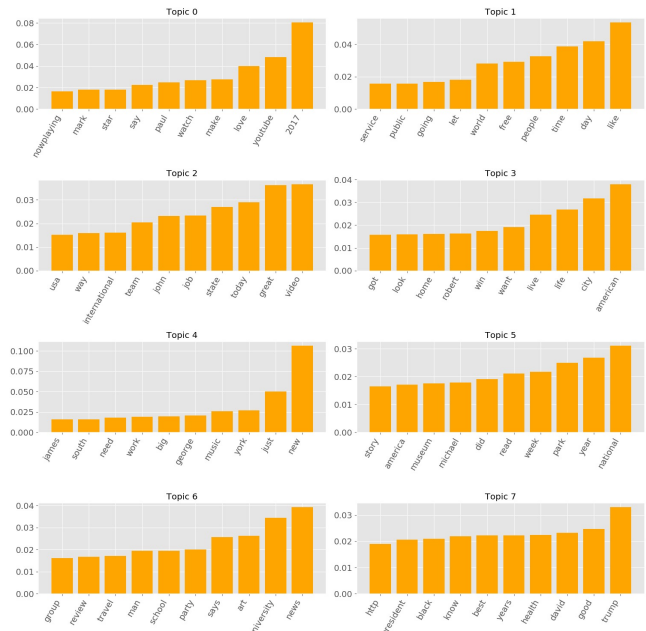 Topic 0
0.08
0.06
0.04
0.02
0.00
nowplaying mark star say paul watch make love youtube 2017
Topic 1
0.04
0.02
0.00
service public going let world free people time day like
Topic 2
0.03
0.02
0.01
0.00
usa way international team john job state today great video
Topic 3
0.04
0.03
0.02
0.01
0.00
got look home robert win want live life city american
Topic 4
0.100
0.075
0.050
0.025
0.000
james south need work big george music york just new
Topic 5
0.03
0.02
0.01
0.00
story america museum michael did read week park year national
Topic 6
0.04
0.03
0.02
0.01
0.00
group review travel man school party says art niversity news
Topic 7
0.03
0.02
0.01
0.00
http resident black know best years health david good trump